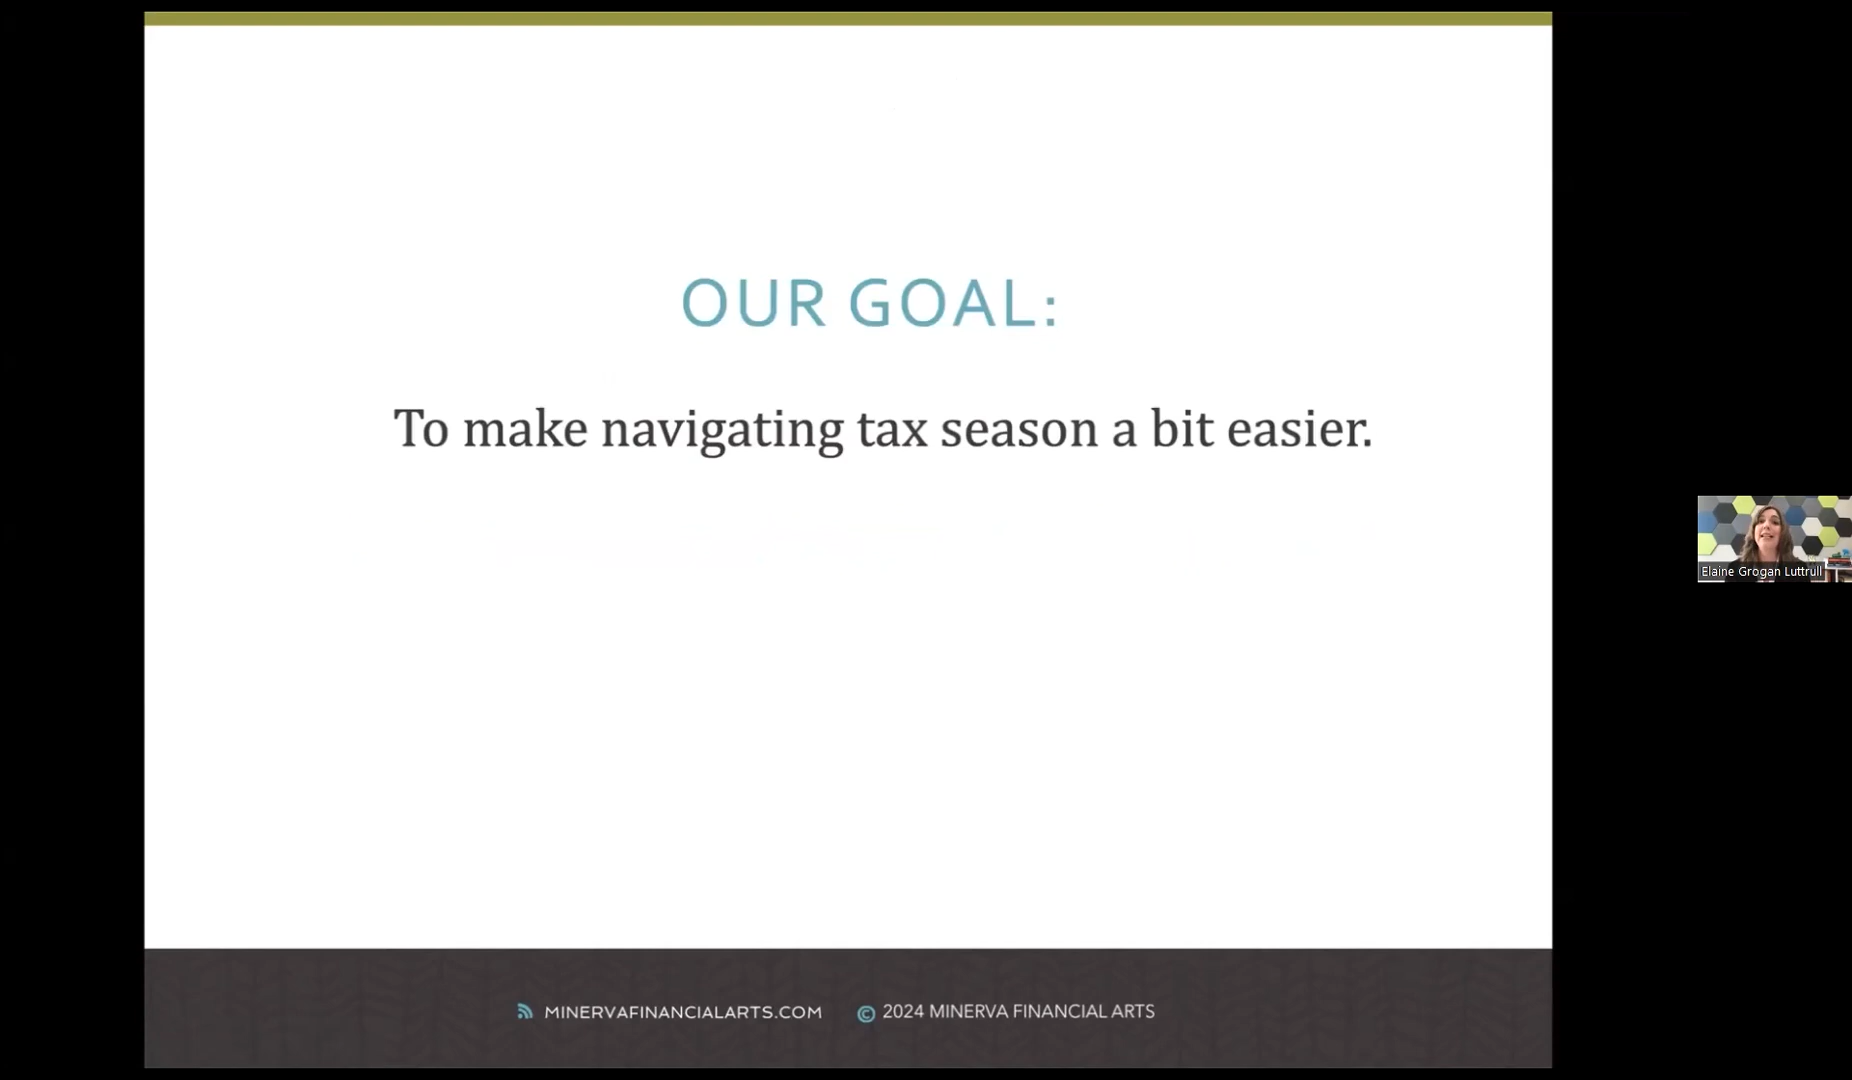 OUR GOAL:
To make navigating tax season a bit easier.
Elaine Grogan Luttrull
MINERVAFINANCIALARTS.COM © 2024 MINERVA FINANCIAL ARTS